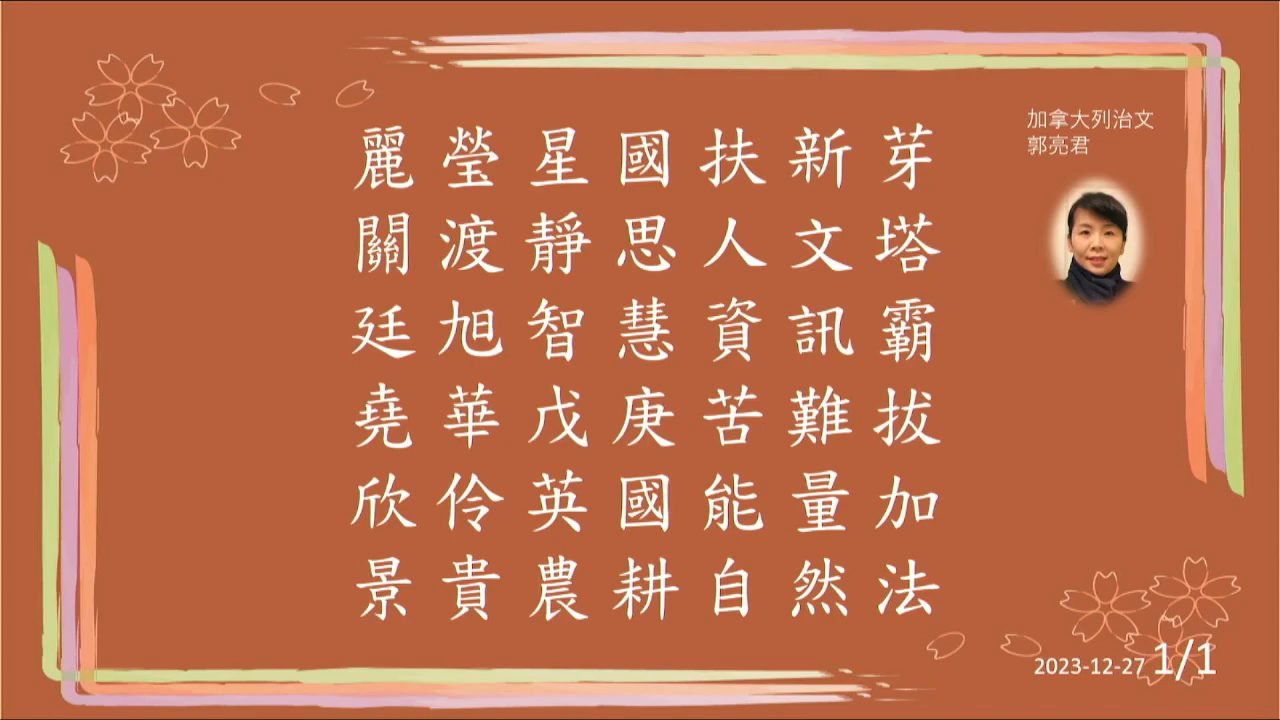 加拿大列治文
郭亮君
麗瑩星國扶新芽
關渡靜思人文塔
廷旭智慧資訊霸
堯華戊庚苦難拔
欣伶英國能量加
景貴農耕自然法
2023-12-27 1/1